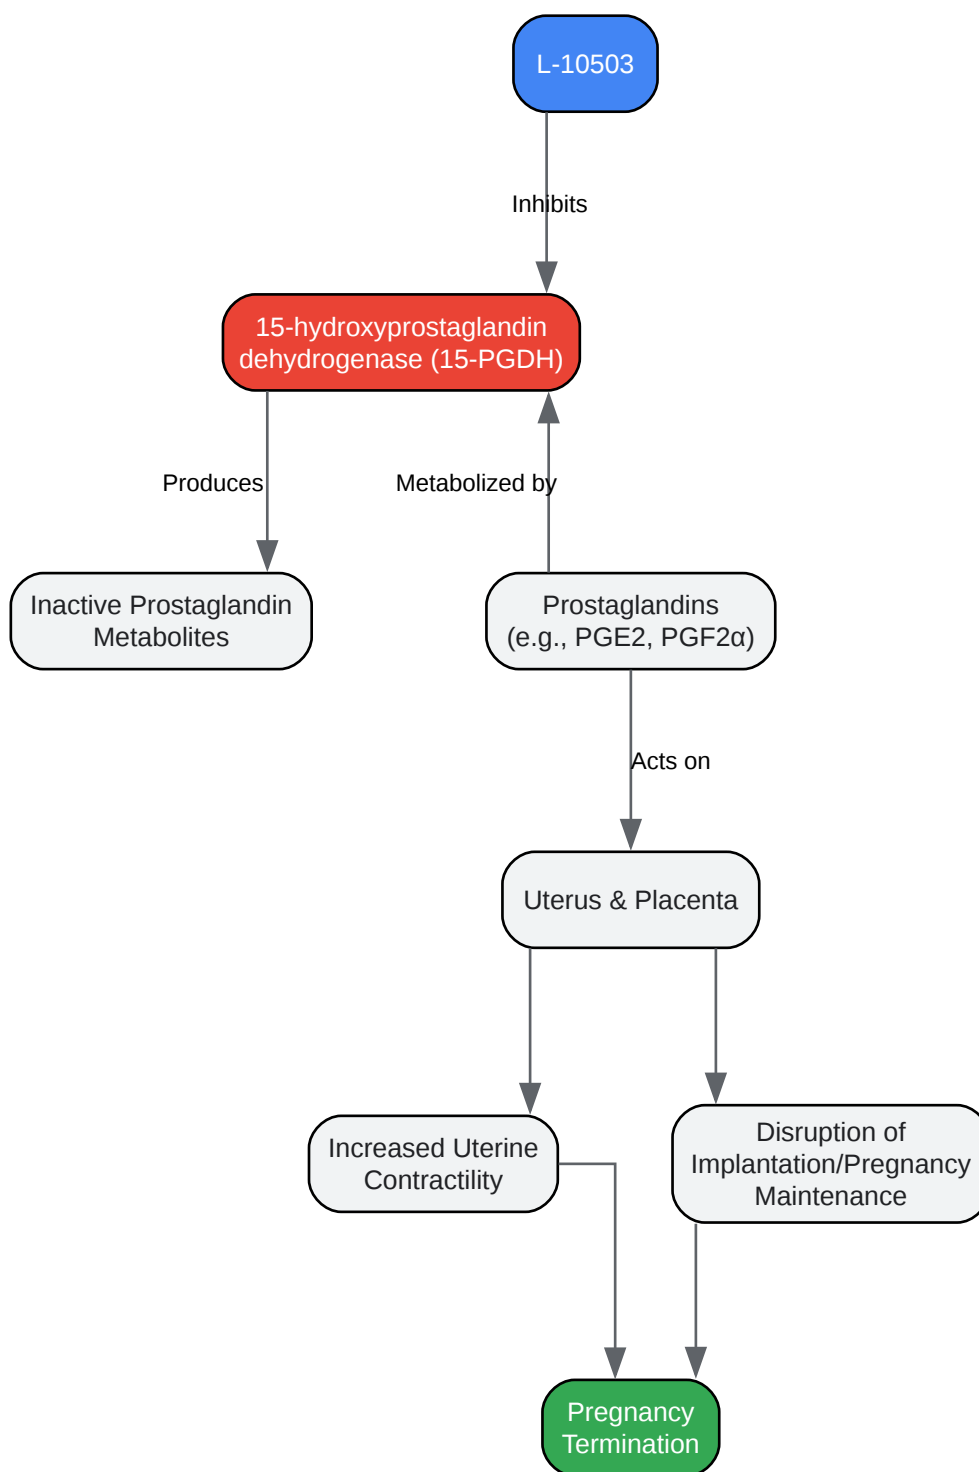 L-10503
Inhibits
15-hydroxyprostaglandin
dehydrogenase (15-PGDH)
Produces
Metabolized by
Inactive Prostaglandin
Metabolites
Prostaglandins
(e.g., PGE2, PGF2α)
Acts on
Uterus & Placenta
Increased Uterine
Contractility
Disruption of
Implantation/Pregnancy
Maintenance
Pregnancy
Termination